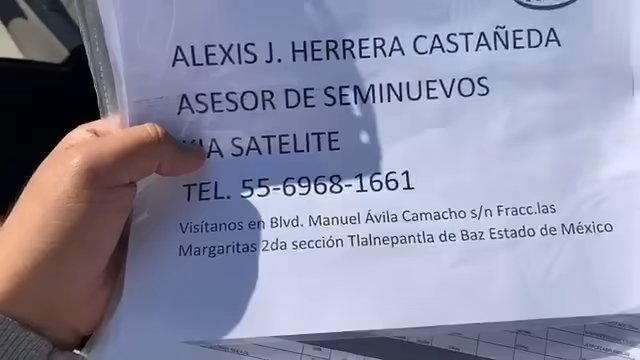 ALEXIS J. HERRERA CASTAÑEDA
ASESOR DE SEMINUEVOS
KIA SATELITE
TEL. 55-6968-1661
Visítanos en Blvd. Manuel Ávila Camacho s/n Fracc.las
Margaritas 2da sección Tlalnepantla de Baz Estado de México